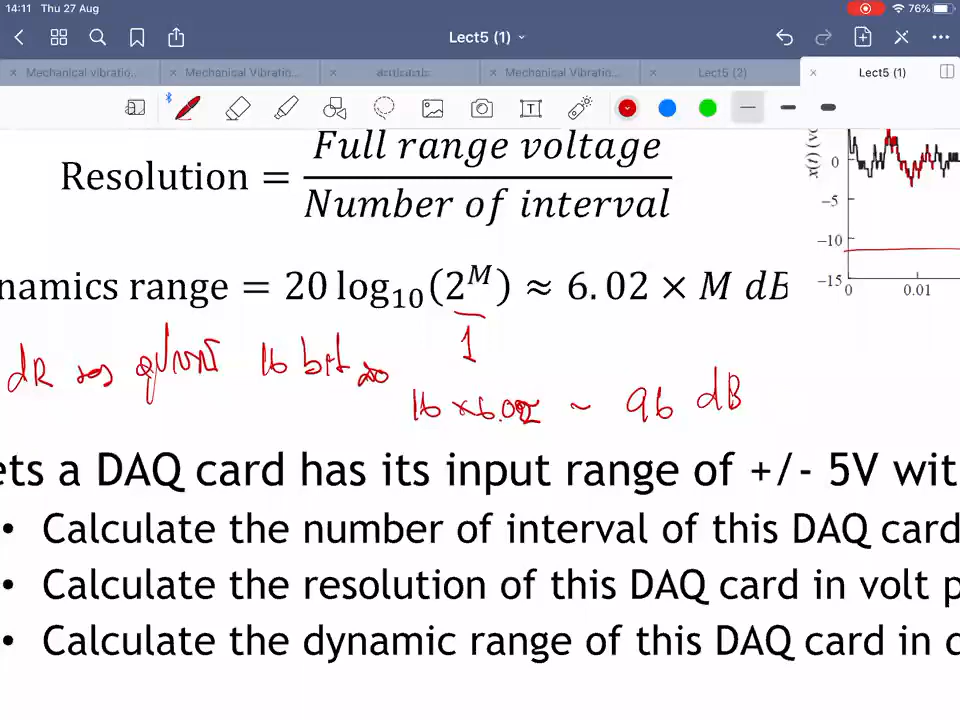 14:11 Thu 27 Aug
76%
Lect5 (1)
Mechanical vibratio...
Mechanical Vibratio...
Mechanical Vibratio...
Lect5 (2)
Lect5 (1)
T
Resolution = Full range voltage / Number of interval
x(t) (v
0
−5
−10
−15
0
0.01
namics range = 20 log₁₀(2ᴹ) ≈ 6.02 × M dB
1
dR
16 bit
16 × 6.02 ~ 96 dB
ets a DAQ card has its input range of +/- 5V wit
• Calculate the number of interval of this DAQ card
• Calculate the resolution of this DAQ card in volt p
• Calculate the dynamic range of this DAQ card in d